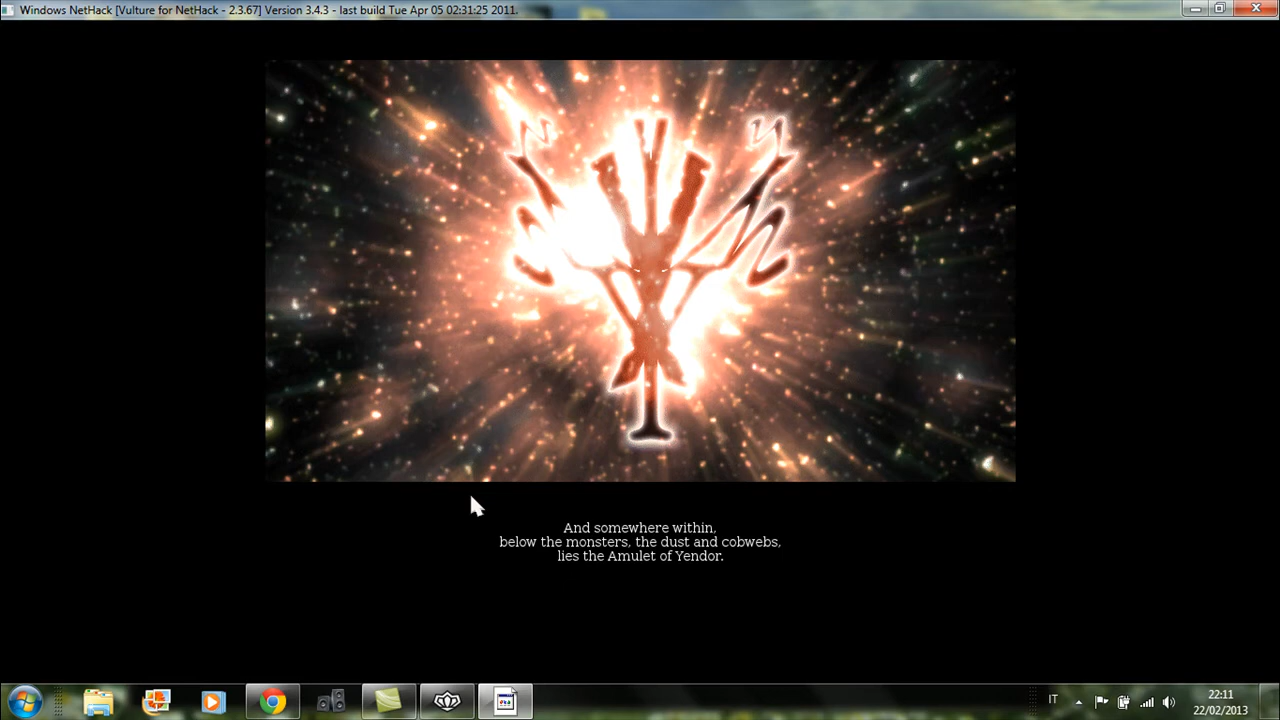 Windows NetHack [Vulture for NetHack - 2.3.67] Version 3.4.3 - last build Tue Apr 05 02:31:25 2011.
And somewhere within,
below the monsters, the dust and cobwebs,
lies the Amulet of Yendor.
IT
22:11
22/02/2013